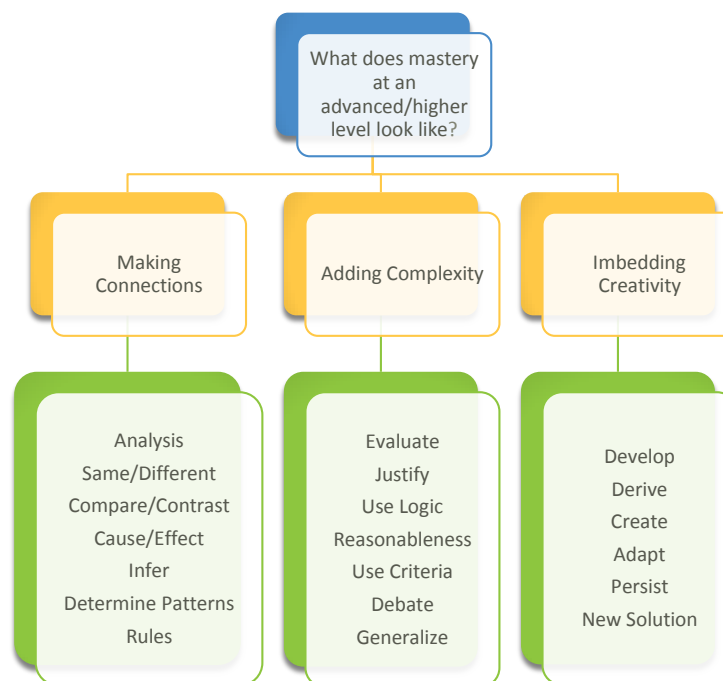 What does mastery
at an
advanced/higher
level look like?
Making
Connections
Adding Complexity
Imbedding
Creativity
Analysis
Same/Different
Compare/Contrast
Cause/Effect
Infer
Determine Patterns
Rules
Evaluate
Justify
Use Logic
Reasonableness
Use Criteria
Debate
Generalize
Develop
Derive
Create
Adapt
Persist
New Solution